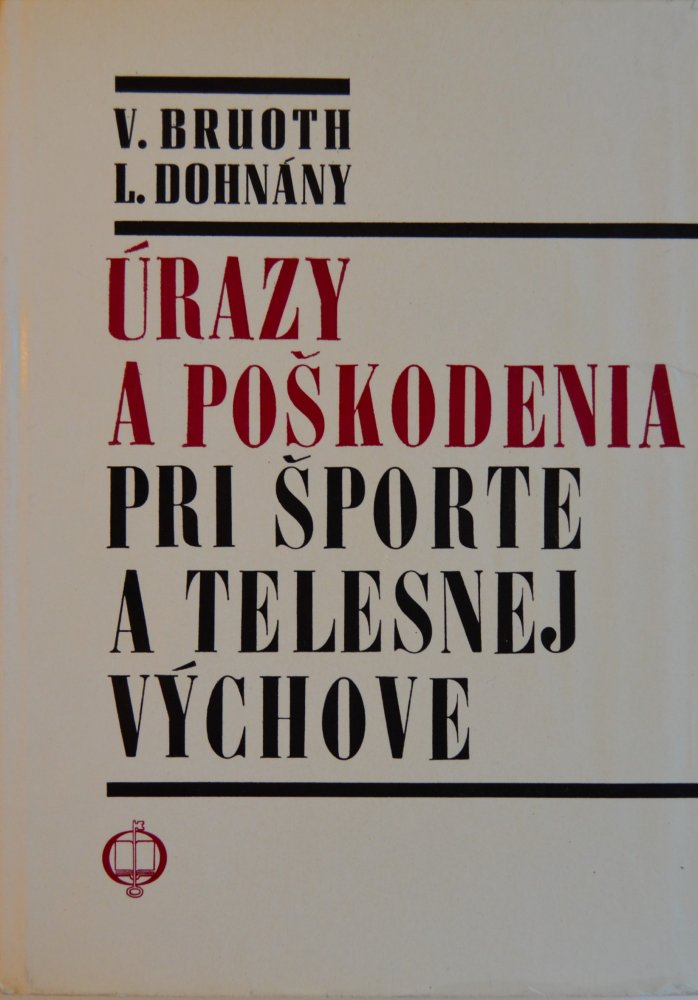 V. BRUOTH
L. DOHNÁNY
ÚRAZY
A POŠKODENIA
PRI ŠPORTE
A TELESNEJ
VÝCHOVE